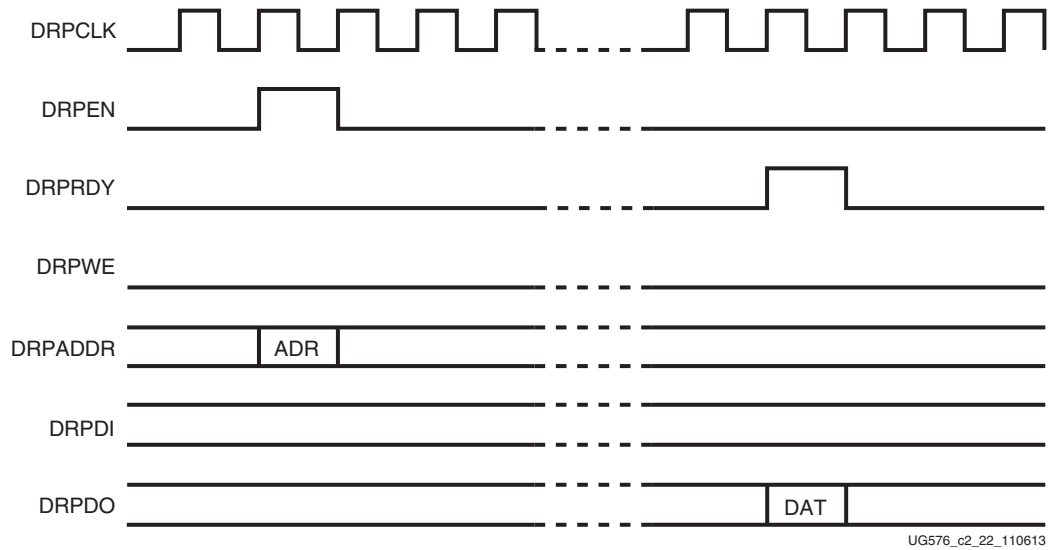 DRPCLK
DRPEN
DRPRDY
DRPWE
DRPADDR ADR
DRPDI
DRPDO DAT
UG576_c2_22_110613